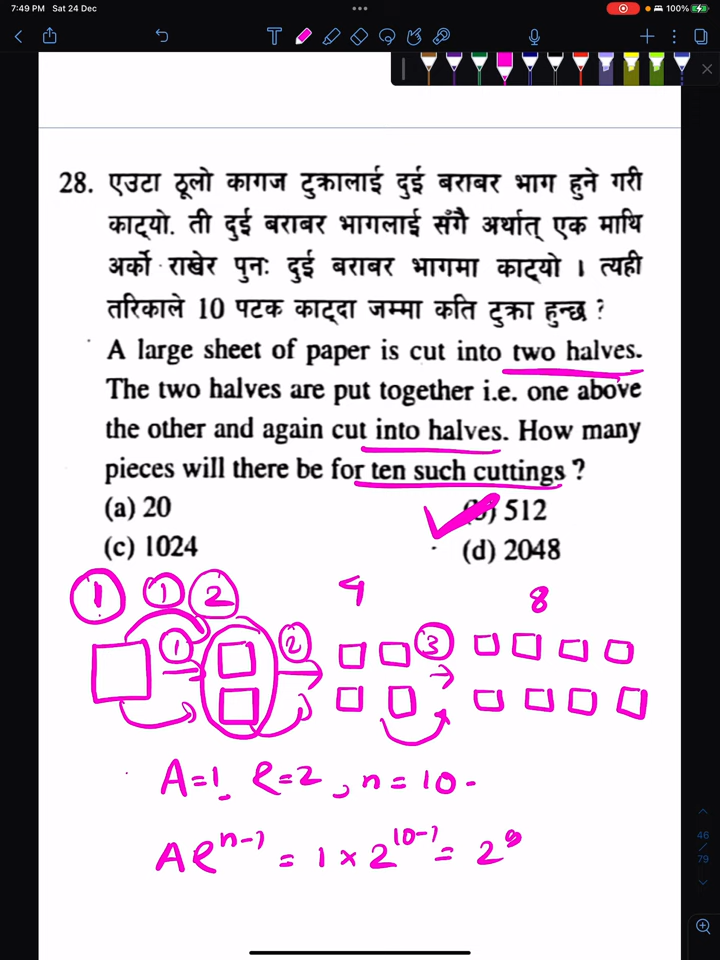 7:49 PM Sat 24 Dec
100%
28. एउटा ठूलो कागज टुक्रालाई दुई बराबर भाग हुने गरी
काट्यो. ती दुई बराबर भागलाई सँगै अर्थात् एक माथि
अर्को राखेर पुनः दुई बराबर भागमा काट्यो । त्यही
तरिकाले 10 पटक काट्दा जम्मा कति टुक्रा हुन्छ ?
A large sheet of paper is cut into two halves.
The two halves are put together i.e. one above
the other and again cut into halves. How many
pieces will there be for ten such cuttings ?
(a) 20 (b) 512
(c) 1024 (d) 2048
1 1 2 4 8
1 2 3
A=1, R=2, n=10
AR^{n-1} = 1 × 2^{10-1} = 2^9
46
79